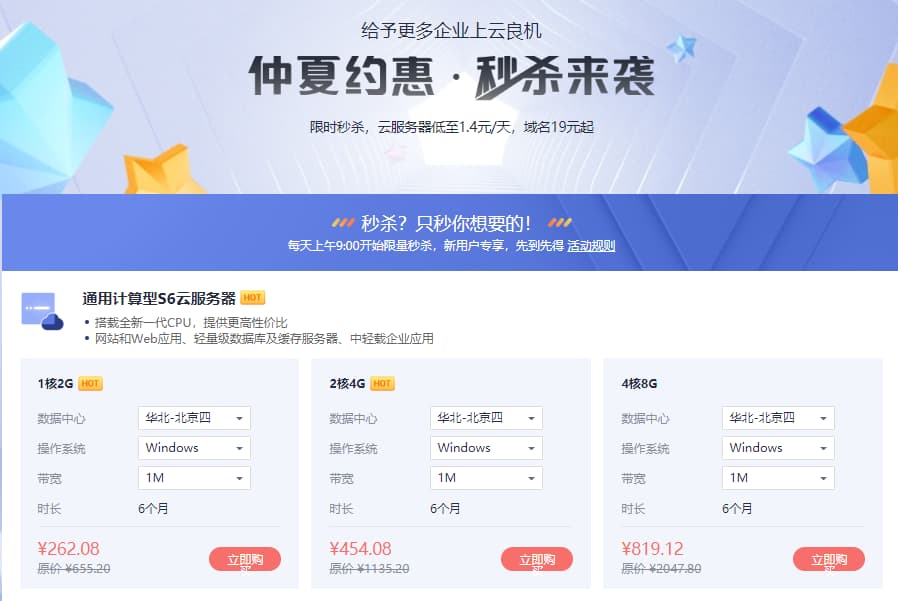 给予更多企业上云良机
仲夏约惠·秒杀来袭
限时秒杀，云服务器低至1.4元/天，域名19元起
秒杀？只秒你想要的！
每天上午9:00开始限量秒杀，新用户专享，先到先得 活动规则
通用计算型S6云服务器 HOT
• 搭载全新一代CPU，提供更高性价比
• 网站和Web应用、轻量级数据库及缓存服务器、中轻载企业应用
1核2G HOT
数据中心 华北-北京四
操作系统 Windows
带宽 1M
时长 6个月
¥262.08
原价 ¥655.20
立即购买
2核4G HOT
数据中心 华北-北京四
操作系统 Windows
带宽 1M
时长 6个月
¥454.08
原价 ¥1135.20
立即购买
4核8G
数据中心 华北-北京四
操作系统 Windows
带宽 1M
时长 6个月
¥819.12
原价 ¥2047.80
立即购买